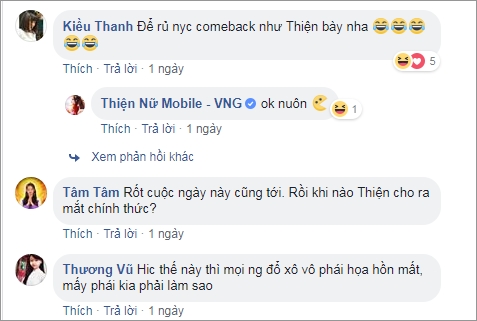 Kiều Thanh Để rủ nyc comeback như Thiện bày nha 😂😂😂
😂😂
5
Thích · Trả lời · 1 ngày
Thiện Nữ Mobile - VNG ok nuôn
1
Thích · Trả lời · 1 ngày
Xem phản hồi khác
Tâm Tâm Rốt cuộc ngày này cũng tới. Rồi khi nào Thiện cho ra
mắt chính thức?
Thích · Trả lời · 1 ngày
Thương Vũ Hic thế này thì mọi ng đổ xô vô phái họa hồn mất,
mấy phái kia phải làm sao
Thích · Trả lời · 1 ngày